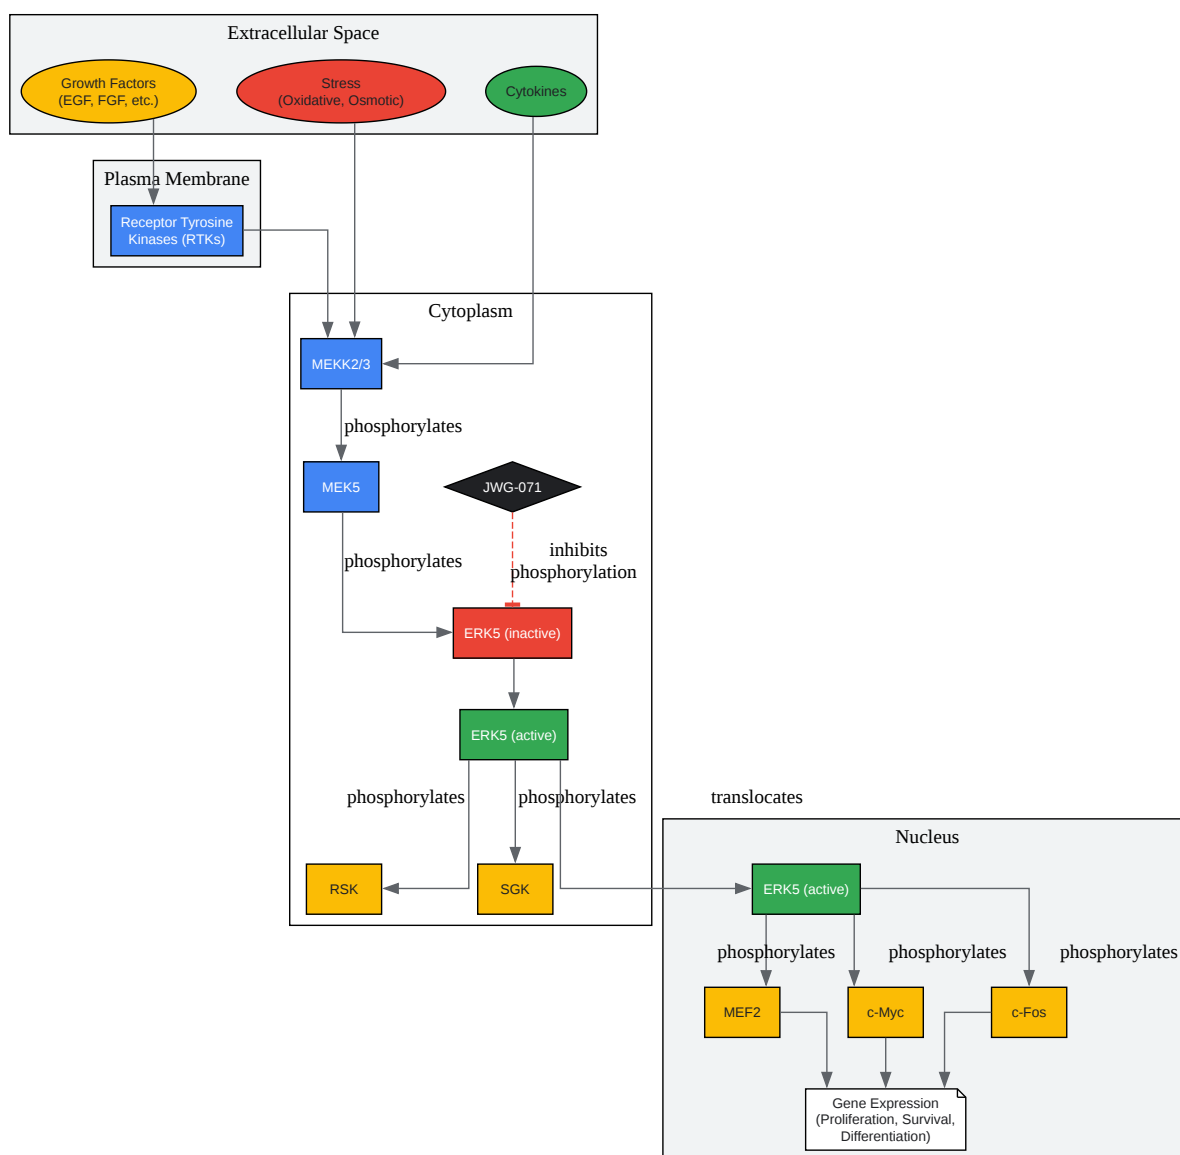 Extracellular Space
Growth Factors
(EGF, FGF, etc.)
Stress
(Oxidative, Osmotic)
Cytokines
Plasma Membrane
Receptor Tyrosine
Kinases (RTKs)
Cytoplasm
MEKK2/3
phosphorylates
MEK5
JWG-071
phosphorylates
inhibits
phosphorylation
ERK5 (inactive)
ERK5 (active)
phosphorylates
phosphorylates
translocates
Nucleus
RSK
SGK
ERK5 (active)
phosphorylates
phosphorylates
phosphorylates
MEF2
c-Myc
c-Fos
Gene Expression
(Proliferation, Survival,
Differentiation)